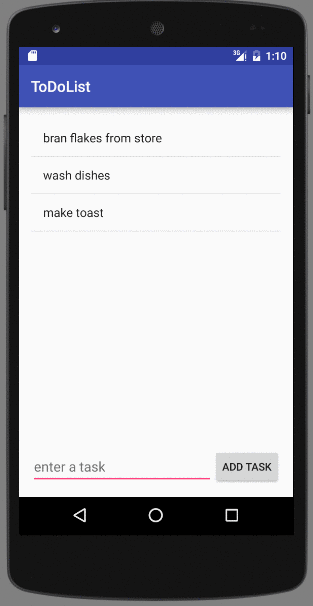 3G 1:10
ToDoList
bran flakes from store
wash dishes
make toast
enter a task ADD TASK